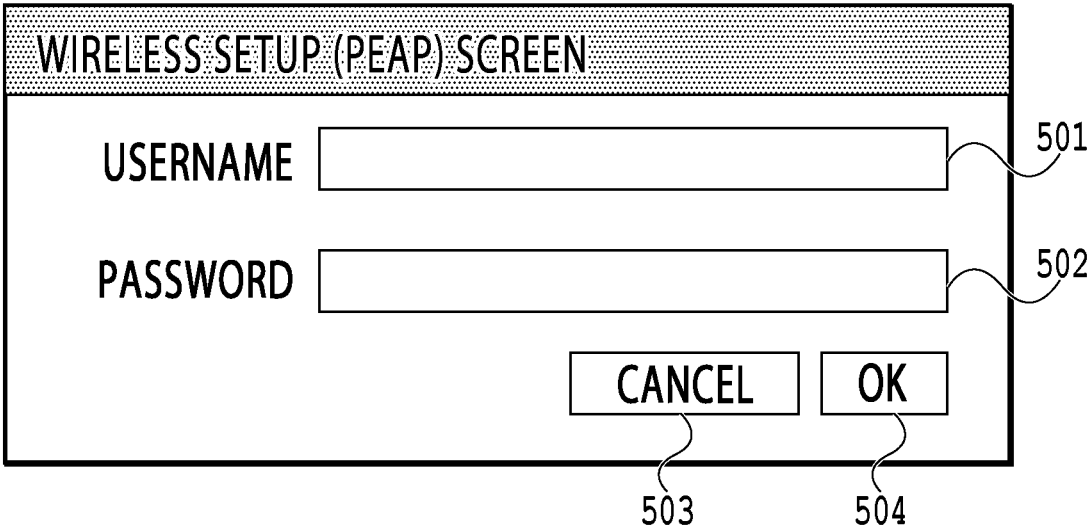 WIRELESS SETUP (PEAP) SCREEN
USERNAME 501
PASSWORD 502
CANCEL OK
503 504